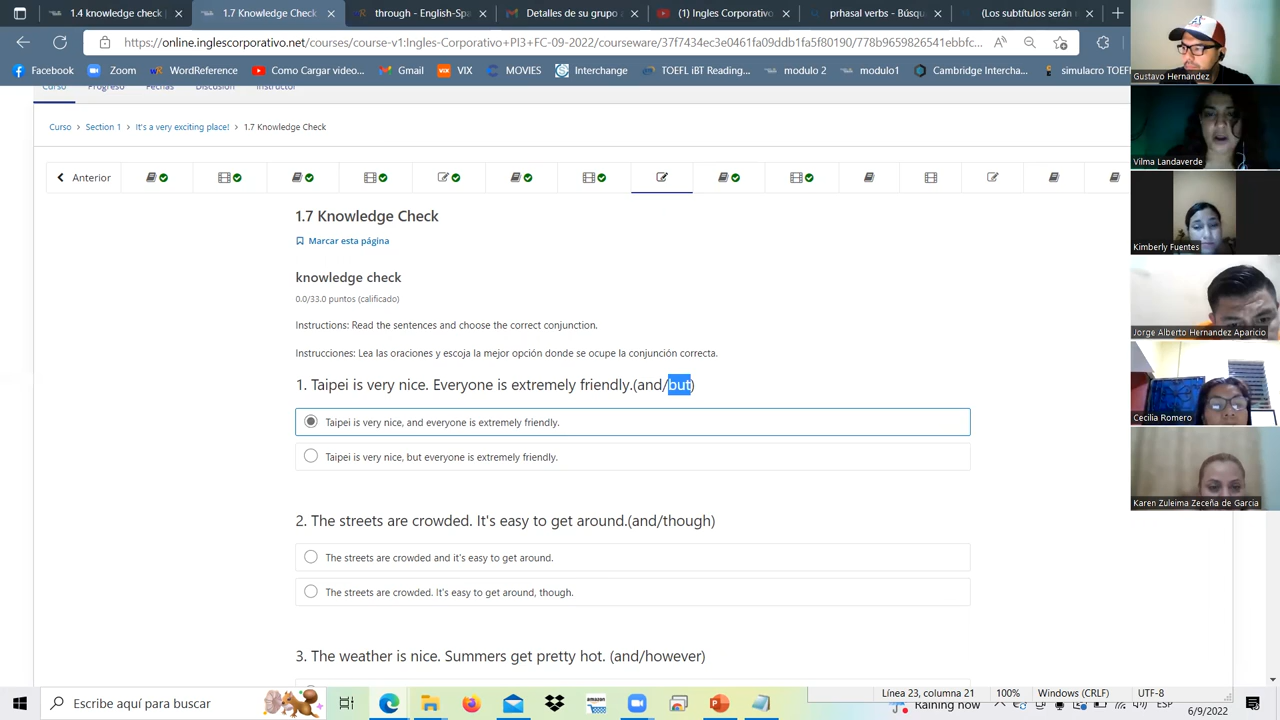 1.4 Knowledge Check
1.7 Knowledge Check
through - English-Spa
Detalles de su grupo
(1) Ingles Corporativo
prhasal verbs - Búsqu
(Los subtítulos serán
https://online.inglescorporativo.net/courses/course-v1:Ingles-Corporativo+PI3+FC-09-2022/courseware/37f7434ec3e0461fa09ddb1fa5f80190/778b9659826541ebbfc...
Facebook
Zoom
WordReference
Como Cargar video...
Gmail
VIX
MOVIES
Interchange
TOEFL iBT Reading...
modulo 2
modulo1
Cambridge Intercha...
simulacro TOEFL
Curso
Progreso
Fechas
Discusión
Instructor
Curso > Section 1 > It's a very exciting place! > 1.7 Knowledge Check
Anterior
1.7 Knowledge Check
Marcar esta página
knowledge check
0.0/33.0 puntos (calificado)
Instructions: Read the sentences and choose the correct conjunction.
Instrucciones: Lea las oraciones y escoja la mejor opción donde se ocupe la conjunción correcta.
1. Taipei is very nice. Everyone is extremely friendly.(and/but)
Taipei is very nice, and everyone is extremely friendly.
Taipei is very nice, but everyone is extremely friendly.
2. The streets are crowded. It's easy to get around.(and/though)
The streets are crowded and it's easy to get around.
The streets are crowded. It's easy to get around, though.
3. The weather is nice. Summers get pretty hot. (and/however)
Gustavo Hernandez
Vilma Landaverde
Kimberly Fuentes
Jorge Alberto Hernandez Aparicio
Cecilia Romero
Karen Zuleima Zeceña de Garcia
Línea 23, columna 21
100%
Windows (CRLF)
UTF-8
Escribe aquí para buscar
Raining now
ESP
6/9/2022